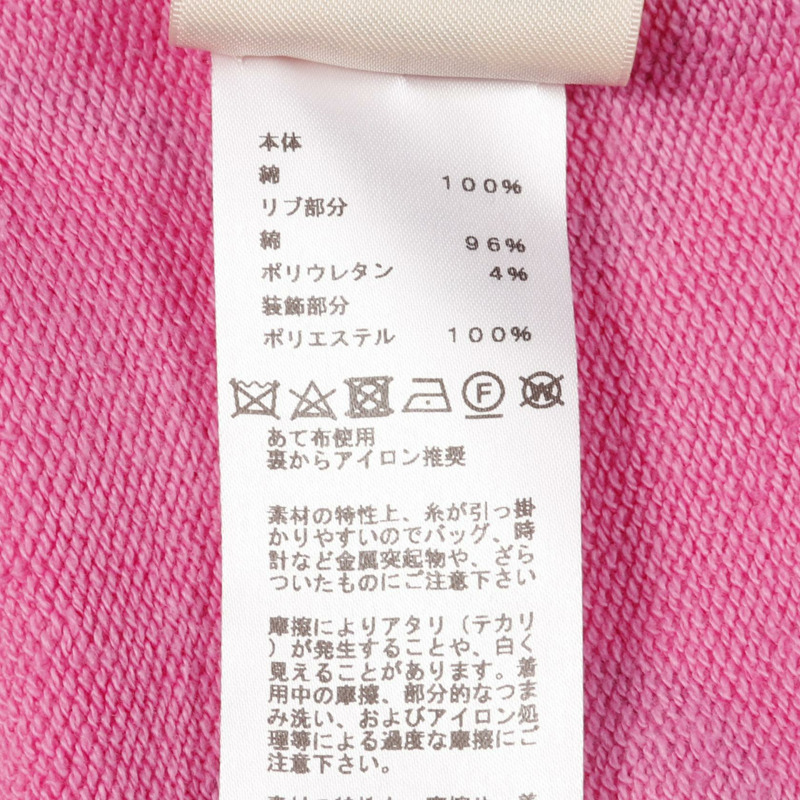 本体
綿 100%
リブ部分
綿 96%
ポリウレタン 4%
装飾部分
ポリエステル 100%
F W
あて布使用
裏からアイロン推奨
素材の特性上、糸が引っ掛
かりやすいのでバッグ、時
計など金属突起物や、ざら
ついたものにご注意下さい
摩擦によりアタリ（テカリ
）が発生することや、白く
見えることがあります。着
用中の摩擦、部分的なつま
み洗い、およびアイロン処
理等による過度な摩擦にご
注意下さい。